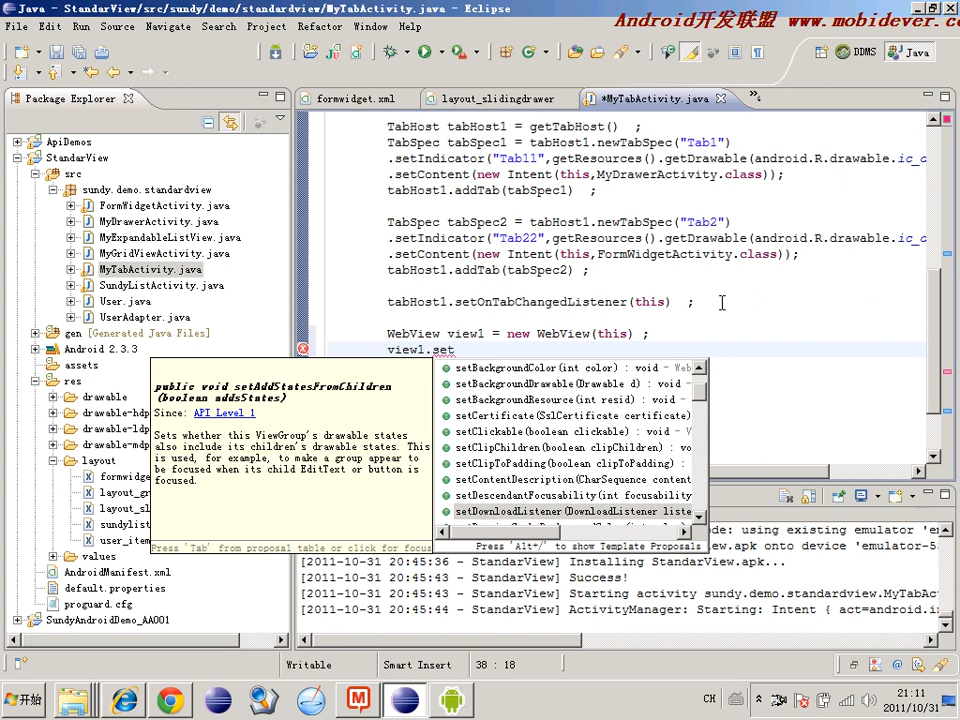 Java - StandarView/src/sundy/demo/standardview/MyTabActivity.java - Eclipse
Android开发联盟 www.mobidever.co
File Edit Run Source Navigate Search Project Refactor Window Help
DDMS Java
Package Explorer
formwidget.xml layout_slidingdrawer *MyTabActivity.java
ApiDemos
StandarView
src
sundy.demo.standardview
FormWidgetActivity.java
MyDrawerActivity.java
MyExpandableListView.java
MyGridViewActivity.java
MyTabActivity.java
SundyListActivity.java
User.java
UserAdapter.java
gen [Generated Java Files]
Android 2.3.3
assets
res
drawable
drawable-hdp
drawable-ldp
drawable-mdp
layout
formwidge
layout_gr
layout_sl
sundylist
user_item
values
AndroidManifest.xml
default.properties
proguard.cfg
SundyAndroidDemo_AA001
TabHost tabHost1 = getTabHost() ;
TabSpec tabSpec1 = tabHost1.newTabSpec("Tab1")
.setIndicator("Tab11",getResources().getDrawable(android.R.drawable.ic_d
.setContent(new Intent(this,MyDrawerActivity.class));
tabHost1.addTab(tabSpec1) ;
TabSpec tabSpec2 = tabHost1.newTabSpec("Tab2")
.setIndicator("Tab22",getResources().getDrawable(android.R.drawable.ic_d
.setContent(new Intent(this,FormWidgetActivity.class));
tabHost1.addTab(tabSpec2) ;
tabHost1.setOnTabChangedListener(this) ;
WebView view1 = new WebView(this) ;
view1.set
public void setAddStatesFromChildren
(boolean addsStates)
Since: API Level 1
Sets whether this ViewGroup's drawable states
also include its children's drawable states. This
is used, for example, to make a group appear to
be focused when its child EditText or button is
focused.
Press 'Tab' from proposal table or click for focus
setBackgroundColor(int color) : void - Web
setBackgroundDrawable(Drawable d) : void -
setBackgroundResource(int resid) : void -
setCertificate(SslCertificate certificate)
setClickable(boolean clickable) : void - V
setClipChildren(boolean clipChildren) : vo
setClipToPadding(boolean clipToPadding) :
setContentDescription(CharSequence content
setDescendantFocusability(int focusability
setDownloadListener(DownloadListener liste
Press 'Alt+/' to show Template Proposals
ode: using existing emulator 'em
ew.apk onto device 'emulator-55
[2011-10-31 20:45:36 - StandarView] Installing StandarView.apk...
[2011-10-31 20:45:43 - StandarView] Success!
[2011-10-31 20:45:43 - StandarView] Starting activity sundy.demo.standardview.MyTabAc
[2011-10-31 20:45:44 - StandarView] ActivityManager: Starting: Intent { act=android.i
Writable Smart Insert 38 : 18
开始
CH
21:11
2011/10/31